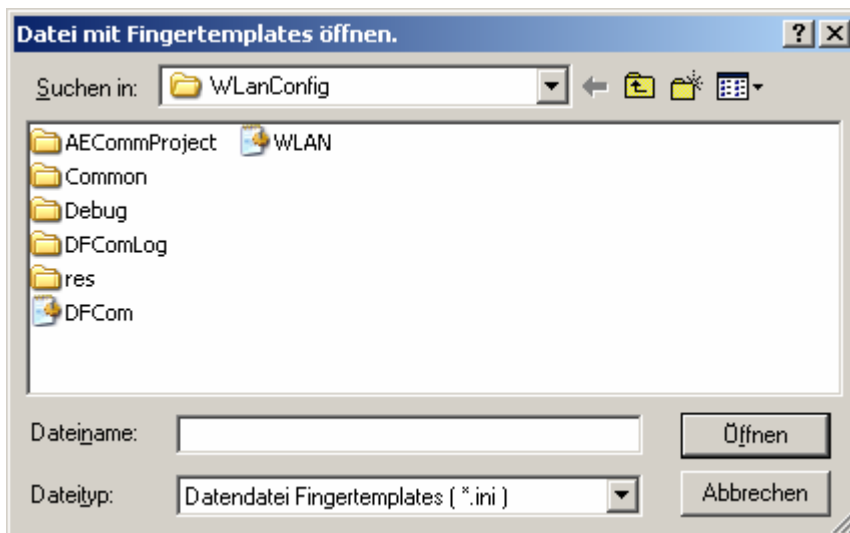 Datei mit Fingertemplates öffnen.
Suchen in: WLanConfig
AECommProject WLAN
Common
Debug
DFComLog
res
DFCom
Dateiname: Öffnen
Dateityp: Datendatei Fingertemplates ( *.ini ) Abbrechen